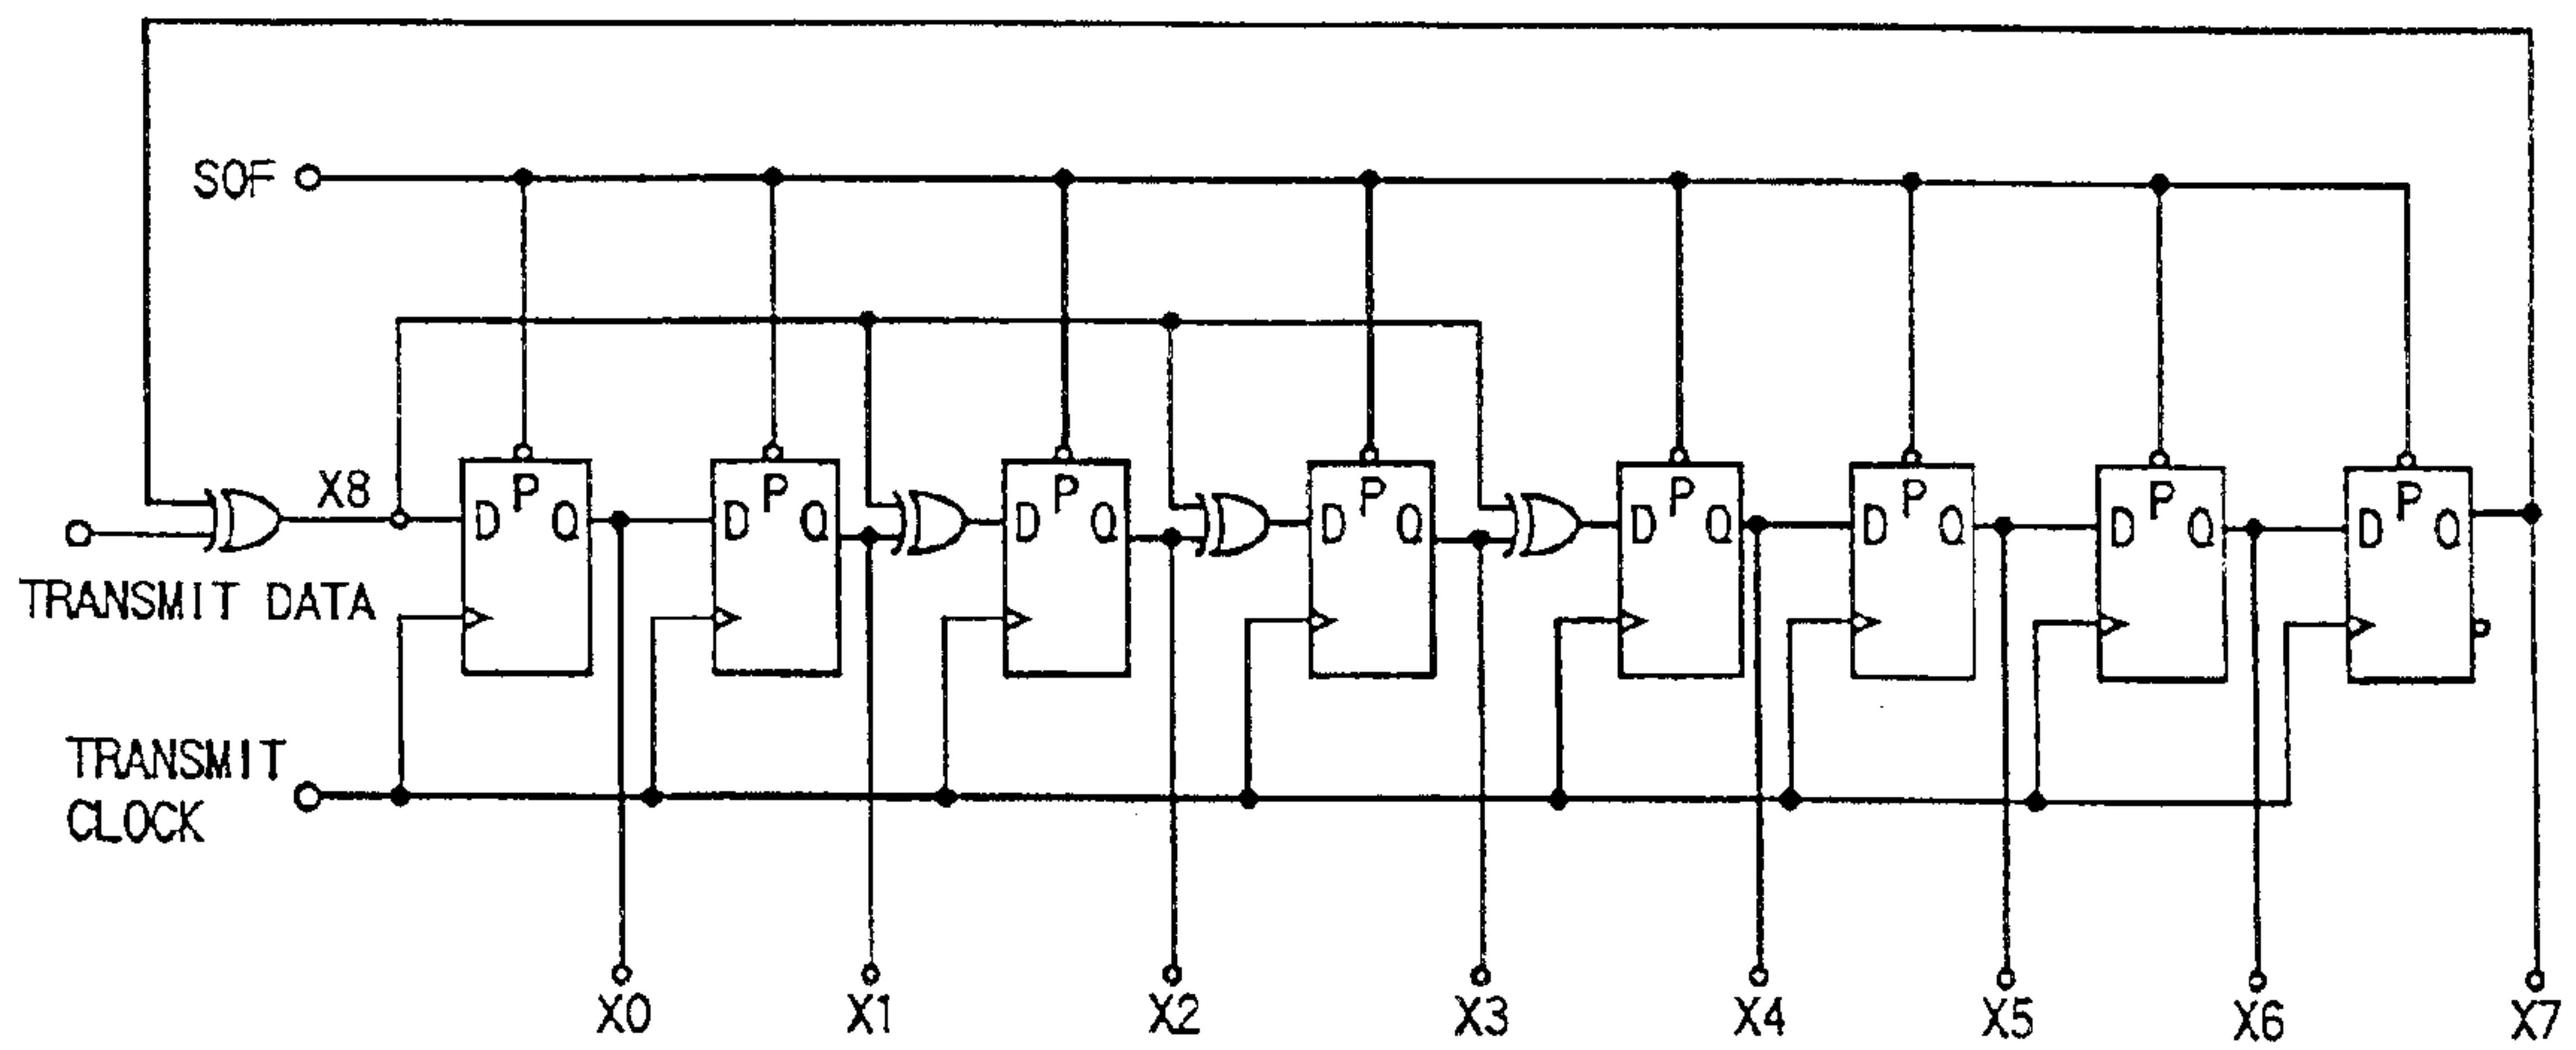 SOF
X8
P P P P P P P P
D Q D Q D Q D Q D Q D Q D Q D Q
TRANSMIT DATA
TRANSMIT
CLOCK
X0 X1 X2 X3 X4 X5 X6 X7